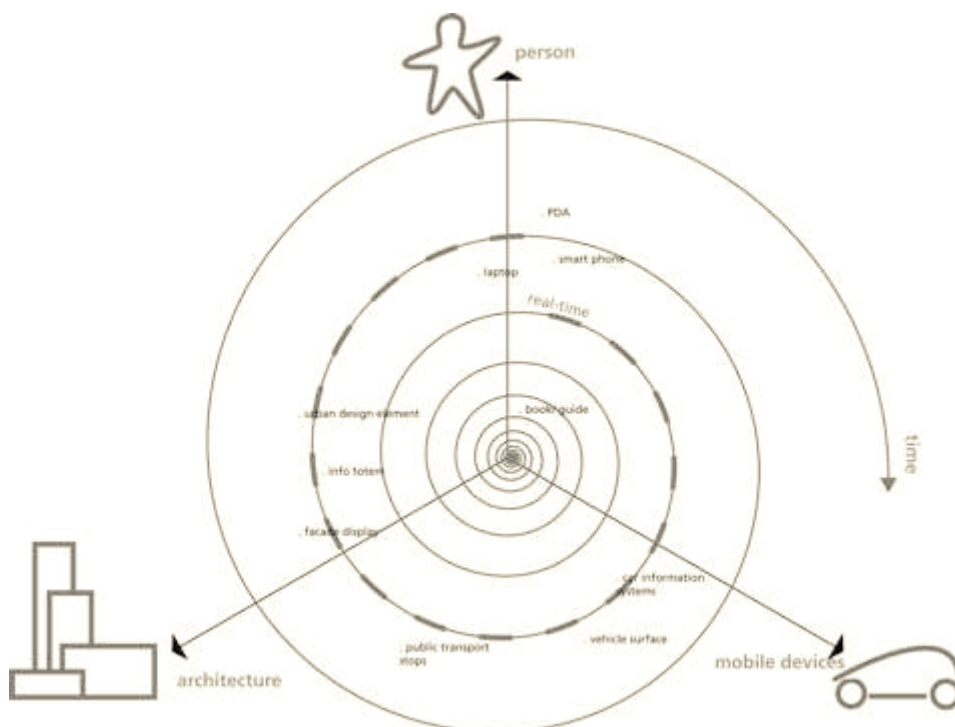 person
. PDA
. smart phone
. laptop
real-time
. urban design element
. book/ guide
time
. info totem
. facade display
. car information
systems
. public transport
stops
. vehicle surface
mobile devices
architecture